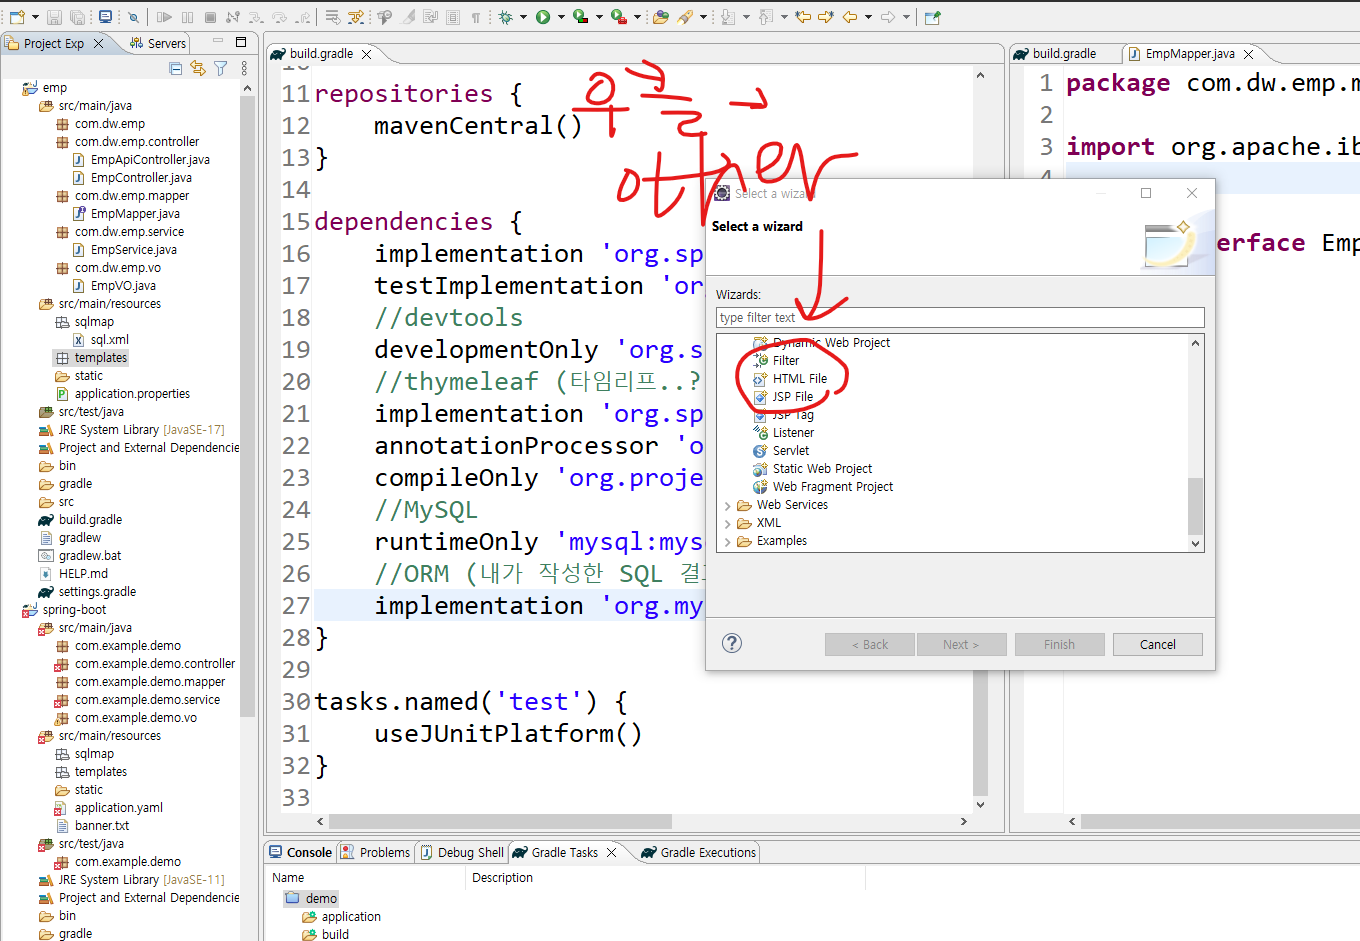 Project Exp
Servers
build.gradle
build.gradle
EmpMapper.java
emp
src/main/java
com.dw.emp
com.dw.emp.controller
EmpApiController.java
EmpController.java
com.dw.emp.mapper
EmpMapper.java
com.dw.emp.service
EmpService.java
com.dw.emp.vo
EmpVO.java
src/main/resources
sqlmap
sql.xml
templates
static
application.properties
src/test/java
JRE System Library [JavaSE-17]
Project and External Dependencie
bin
gradle
src
build.gradle
gradlew
gradlew.bat
HELP.md
settings.gradle
spring-boot
src/main/java
com.example.demo
com.example.demo.controller
com.example.demo.mapper
com.example.demo.service
com.example.demo.vo
src/main/resources
sqlmap
templates
static
application.yaml
banner.txt
src/test/java
com.example.demo
JRE System Library [JavaSE-11]
Project and External Dependencie
bin
gradle
11 repositories {
12 mavenCentral()
13 }
14
15 dependencies {
16 implementation 'org.sp
17 testImplementation 'or
18 //devtools
19 developmentOnly 'org.s
20 //thymeleaf (타임리프..?
21 implementation 'org.sp
22 annotationProcessor 'o
23 compileOnly 'org.proje
24 //MySQL
25 runtimeOnly 'mysql:mys
26 //ORM (내가 작성한 SQL 결
27 implementation 'org.my
28 }
29
30 tasks.named('test') {
31 useJUnitPlatform()
32 }
33
우클 →
other
1 package com.dw.emp.m
2
3 import org.apache.ib
4
erface Emp
Select a wizard
Select a wizard
Wizards:
type filter text
Dynamic Web Project
Filter
HTML File
JSP File
JSP Tag
Listener
Servlet
Static Web Project
Web Fragment Project
Web Services
XML
Examples
?
< Back
Next >
Finish
Cancel
Console
Problems
Debug Shell
Gradle Tasks
Gradle Executions
Name
Description
demo
application
build